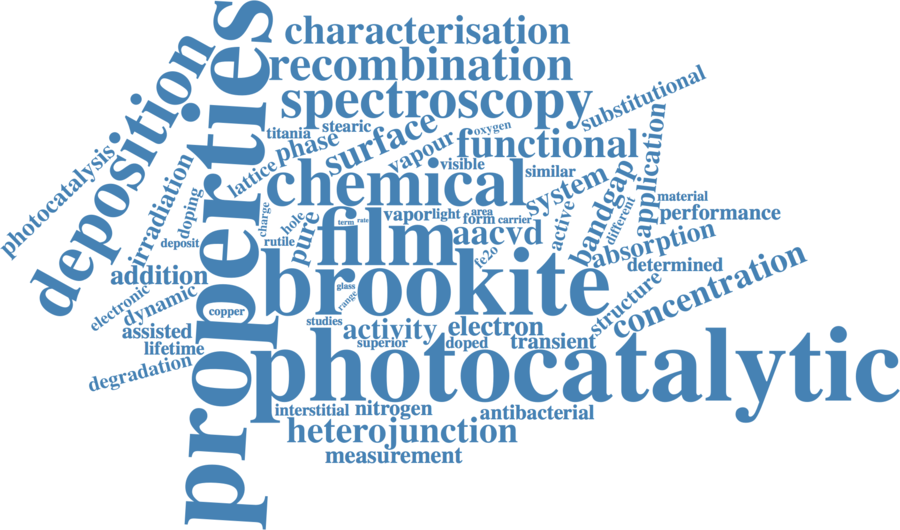 characterisation
recombination
spectroscopy
properties
deposition
photocatalysis
irradiation
doping
deposit
titania
stearic
lattice
phase
surface
vapour
oxygen
functional
visible
similar
substitutional
application
chemical
system
bandgap
different
active
material
performance
absorption
determined
concentration
structure
charge
hole
rutile
pure
term
rate
film
vapor
light
area
form
carrier
aacvd
fe2o
brookite
glass
range
addition
electronic
dynamic
copper
assisted
lifetime
degradation
studies
activity
electron
superior
doped
transient
photocatalytic
interstitial
nitrogen
antibacterial
heterojunction
measurement